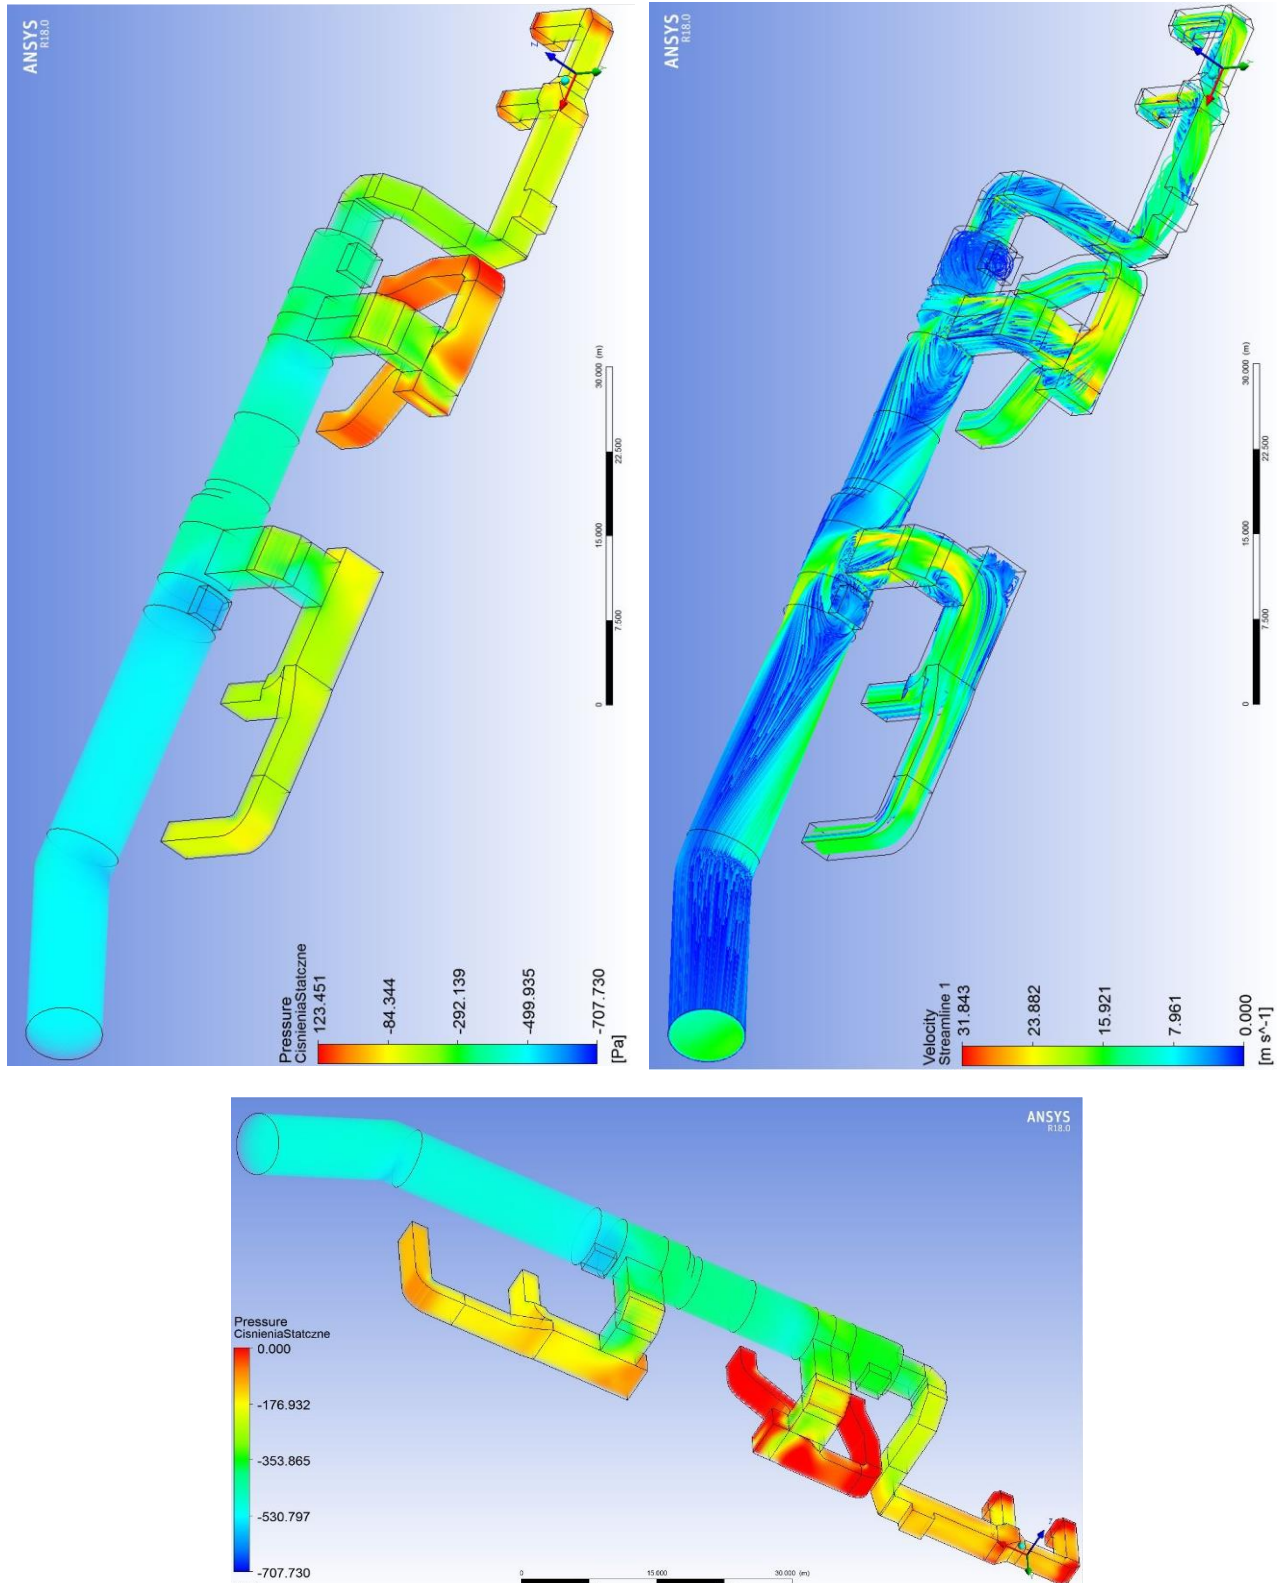 ANSYS
R18.0
Z
X
Y
0
7.500
15.000
22.500
30.000 (m)
Pressure
CisnieniaStatczne
123.451
-84.344
-292.139
-499.935
-707.730
[Pa]
ANSYS
R18.0
0
7.500
15.000
22.500
30.000 (m)
Velocity
Streamline 1
31.843
23.882
15.921
7.961
0.000
[m s^-1]
ANSYS
R18.0
Pressure
CisnieniaStatczne
0.000
-176.932
-353.865
-530.797
-707.730
0
15.000
30.000 (m)